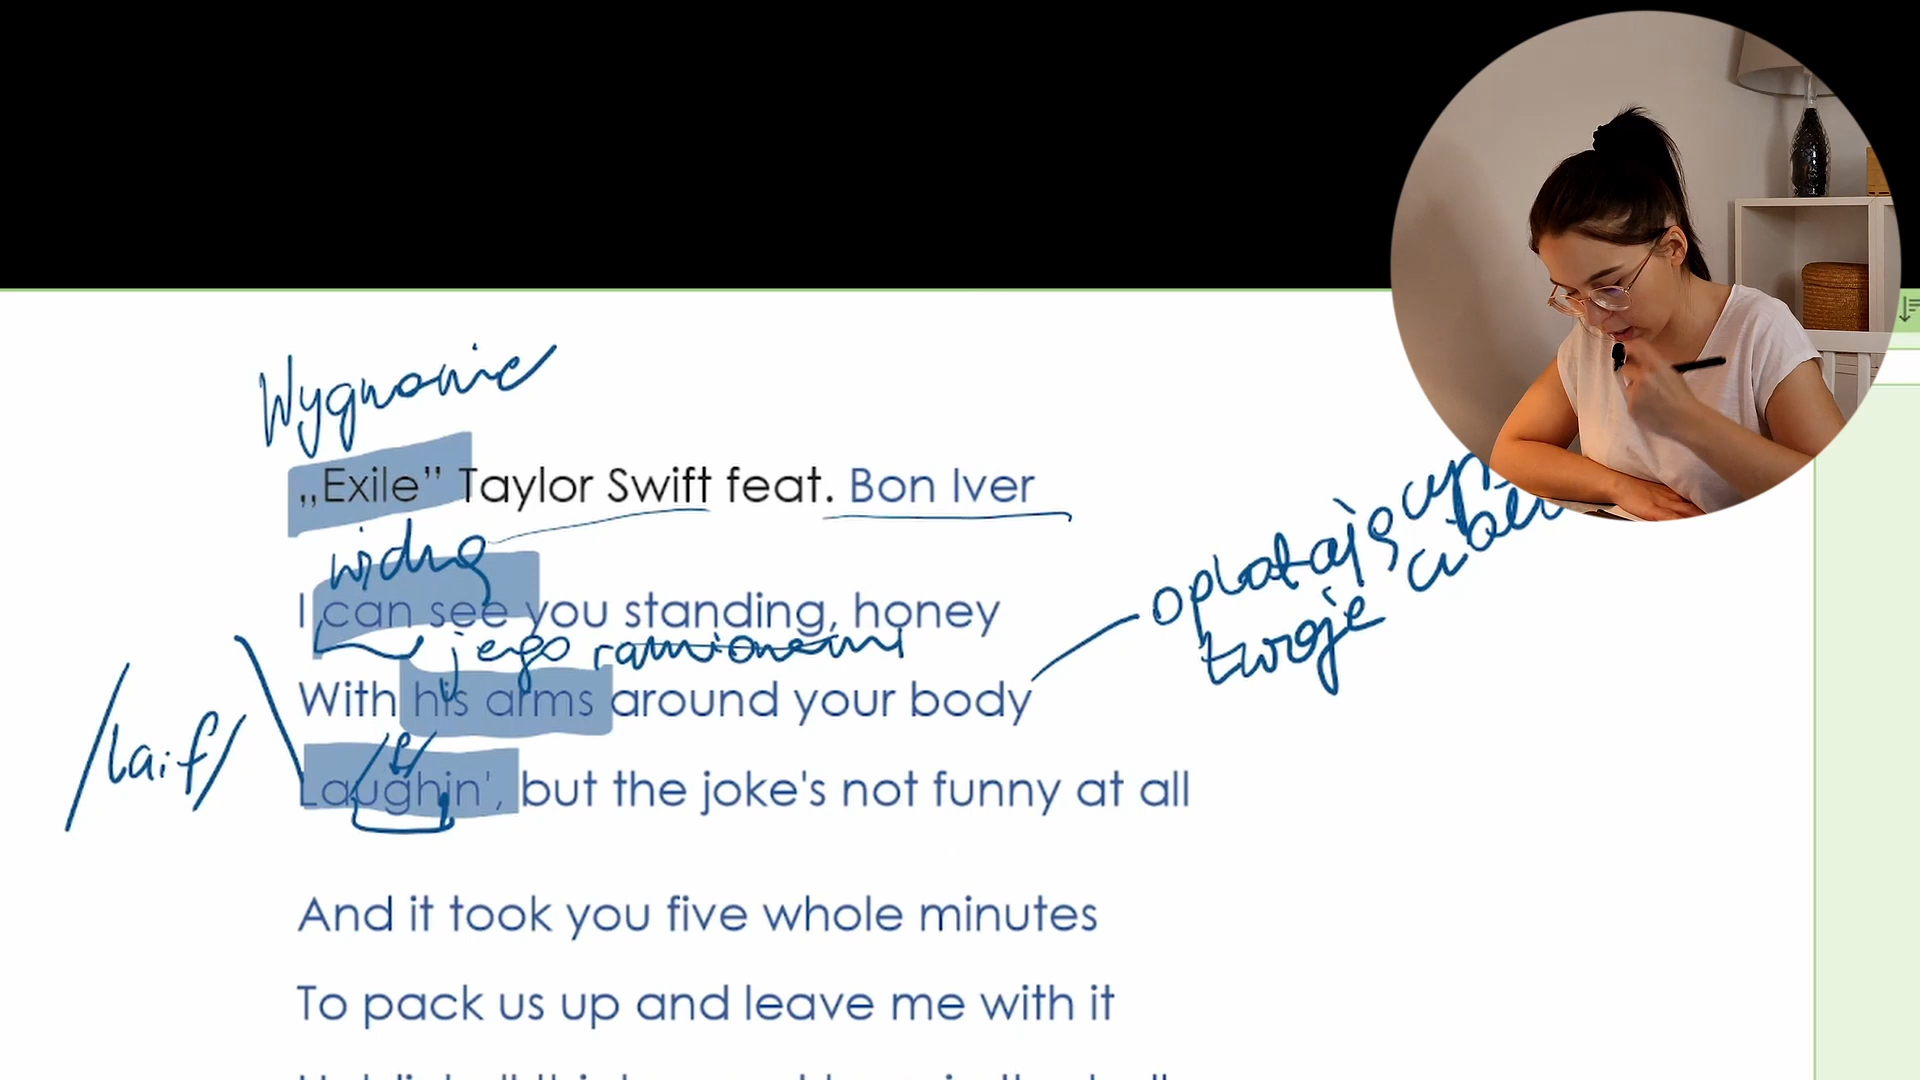 Wygnanie
„Exile” Taylor Swift feat. Bon Iver
widzę
I can see you standing, honey
jego ramionami
oplatającymi
twoje ciało
With his arms around your body
/laif/
/f/
Laughin', but the joke's not funny at all
And it took you five whole minutes
To pack us up and leave me with it